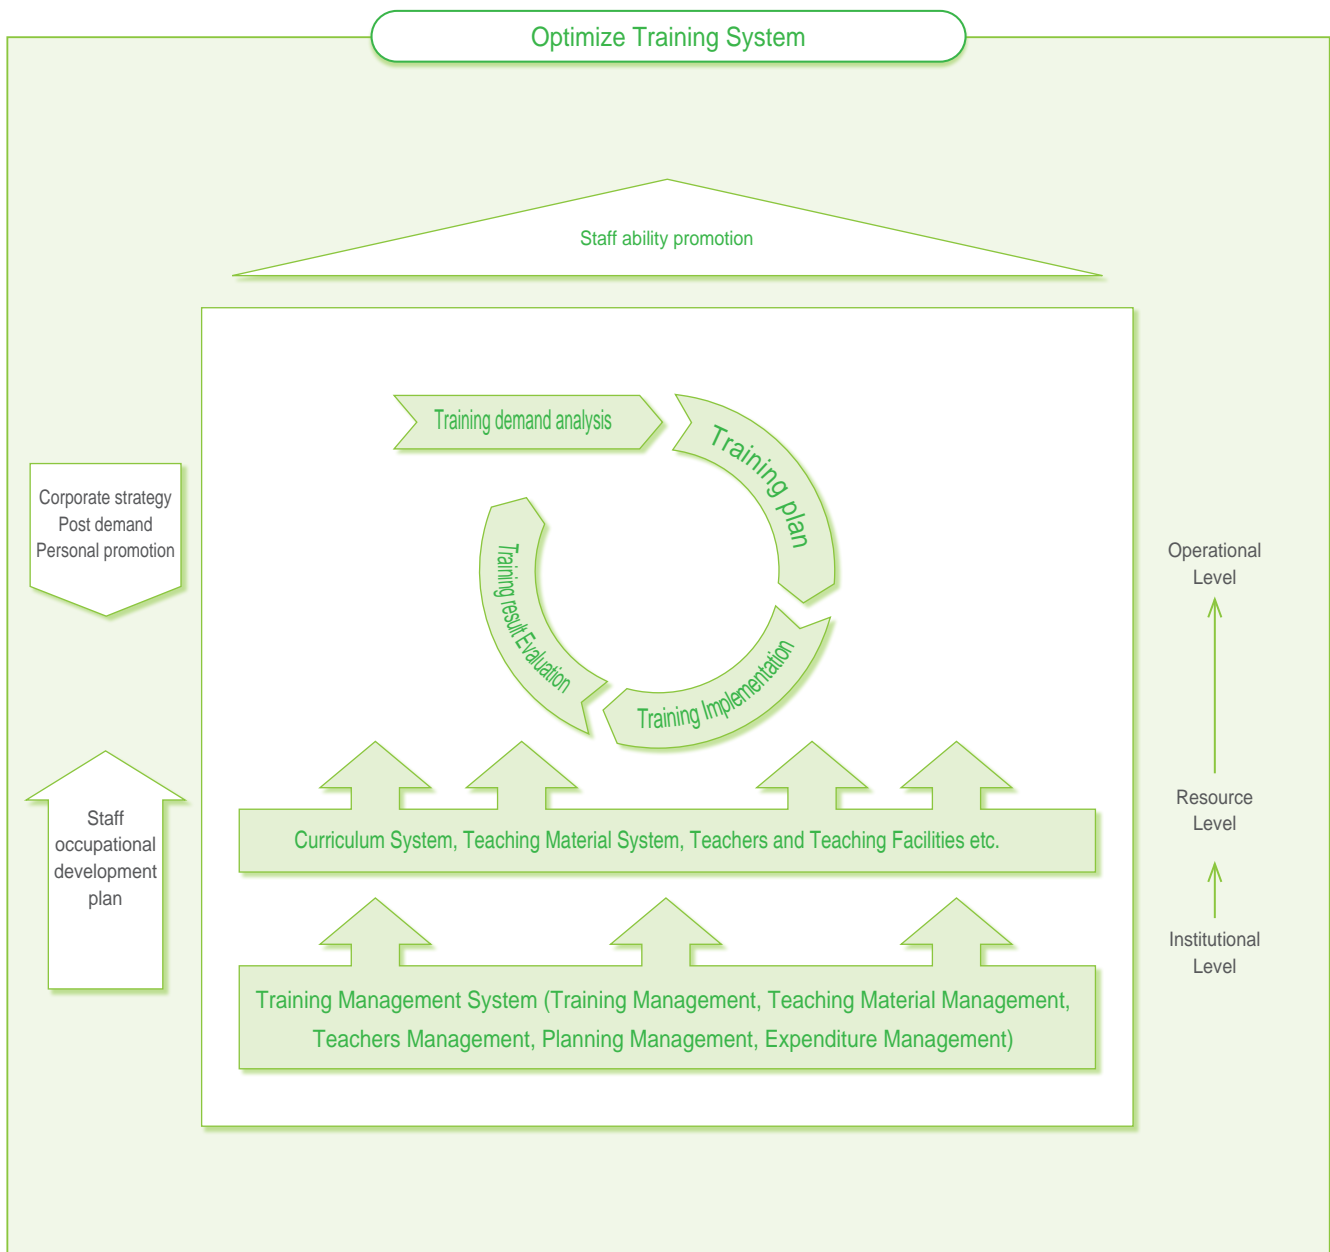 Optimize Training System
Staff ability promotion
Training demand analysis
Training plan
Training Implementation
Training result Evaluation
Corporate strategy
Post demand
Personal promotion
Staff
occupational
development
plan
Curriculum System, Teaching Material System, Teachers and Teaching Facilities etc.
Training Management System (Training Management, Teaching Material Management,
Teachers Management, Planning Management, Expenditure Management)
Operational
Level
Resource
Level
Institutional
Level